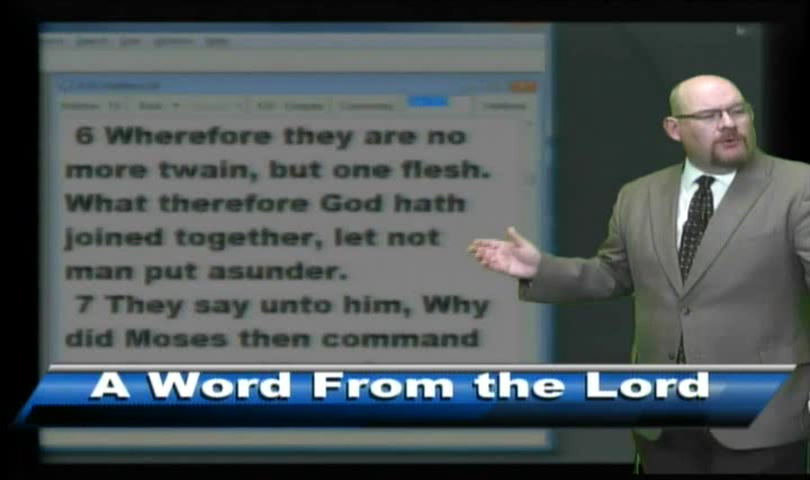 6 Wherefore they are no
more twain, but one flesh.
What therefore God hath
joined together, let not
man put asunder.
7 They say unto him, Why
did Moses then command
A Word From the Lord